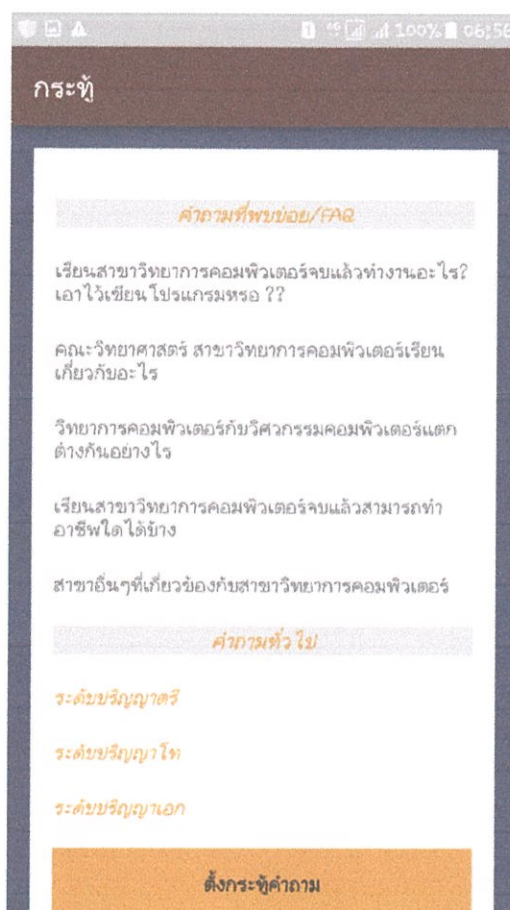 100% 06:56
กระทู้
คำถามที่พบบ่อย/FAQ
เรียนสาขาวิทยาการคอมพิวเตอร์จบแล้วทำงานอะไร?
เอาไว้เขียนโปรแกรมหรอ ??
คณะวิทยาศาสตร์ สาขาวิทยาการคอมพิวเตอร์เรียน
เกี่ยวกับอะไร
วิทยาการคอมพิวเตอร์กับวิศวกรรมคอมพิวเตอร์แตก
ต่างกันอย่างไร
เรียนสาขาวิทยาการคอมพิวเตอร์จบแล้วสามารถทำ
อาชีพใดได้บ้าง
สาขาอื่นๆที่เกี่ยวข้องกับสาขาวิทยาการคอมพิวเตอร์
คำถามทั่วไป
ระดับปริญญาตรี
ระดับปริญญาโท
ระดับปริญญาเอก
ตั้งกระทู้คำถาม